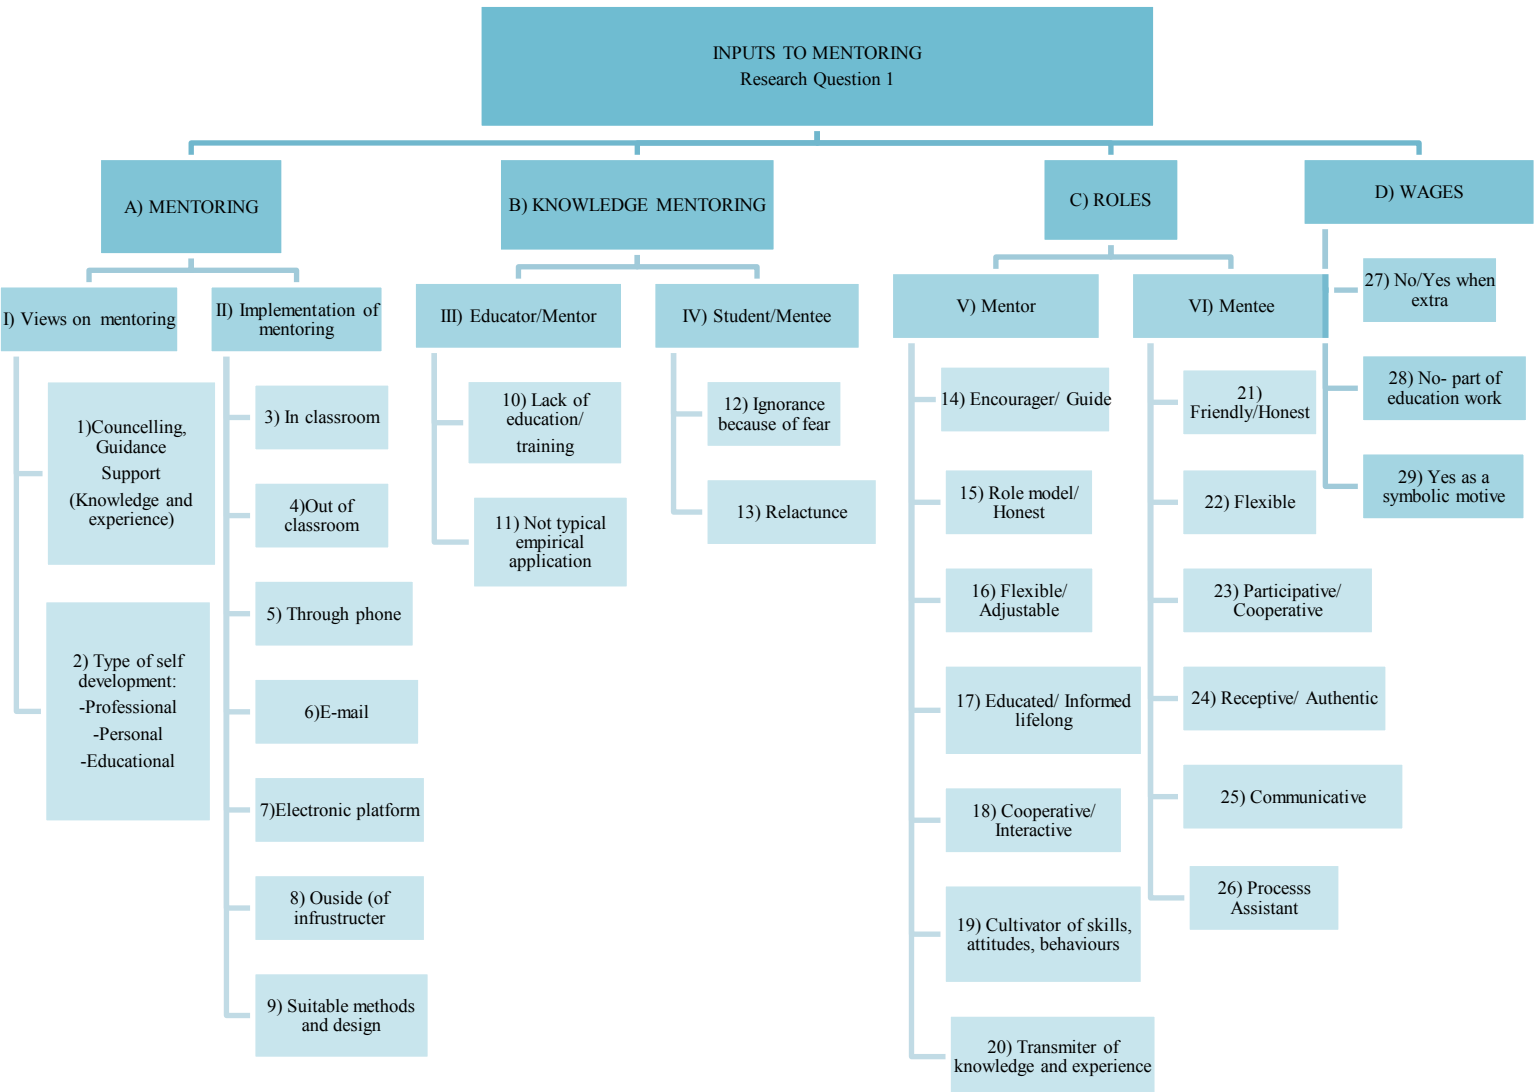 INPUTS TO MENTORING
Research Question 1
A) MENTORING
B) KNOWLEDGE MENTORING
C) ROLES
D) WAGES
I) Views on mentoring
II) Implementation of
mentoring
III) Educator/Mentor
IV) Student/Mentee
V) Mentor
VI) Mentee
1)Councelling,
Guidance
Support
(Knowledge and
experience)
2) Type of self
development:
-Professional
-Personal
-Educational
3) In classroom
4)Out of
classroom
5) Through phone
6)E-mail
7)Electronic platform
8) Ouside (of
infrustructer
9) Suitable methods
and design
10) Lack of
education/
training
11) Not typical
empirical
application
12) Ignorance
because of fear
13) Relactunce
14) Encourager/ Guide
15) Role model/
Honest
16) Flexible/
Adjustable
17) Educated/ Informed
lifelong
18) Cooperative/
Interactive
19) Cultivator of skills,
attitudes, behaviours
20) Transmiter of
knowledge and experience
21)
Friendly/Honest
22) Flexible
23) Participative/
Cooperative
24) Receptive/ Authentic
25) Communicative
26) Processs
Assistant
27) No/Yes when
extra
28) No- part of
education work
29) Yes as a
symbolic motive